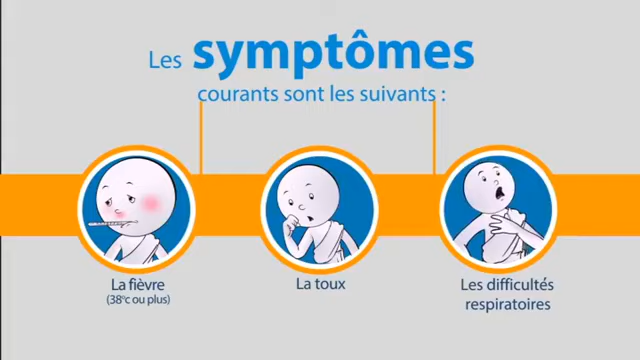 Les symptômes
courants sont les suivants :
La fièvre
(38°c ou plus)
La toux
Les difficultés
respiratoires